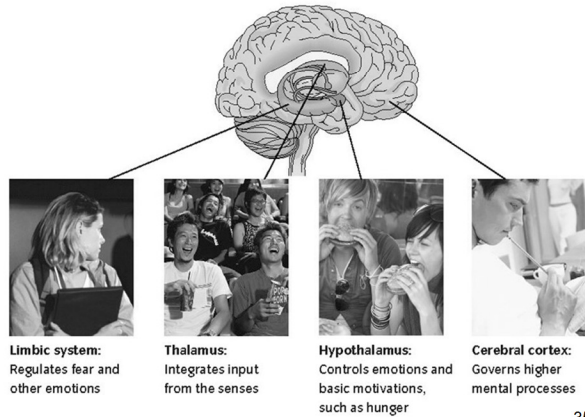 Limbic system:
Regulates fear and
other emotions
Thalamus:
Integrates input
from the senses
Hypothalamus:
Controls emotions and
basic motivations,
such as hunger
Cerebral cortex:
Governs higher
mental processes